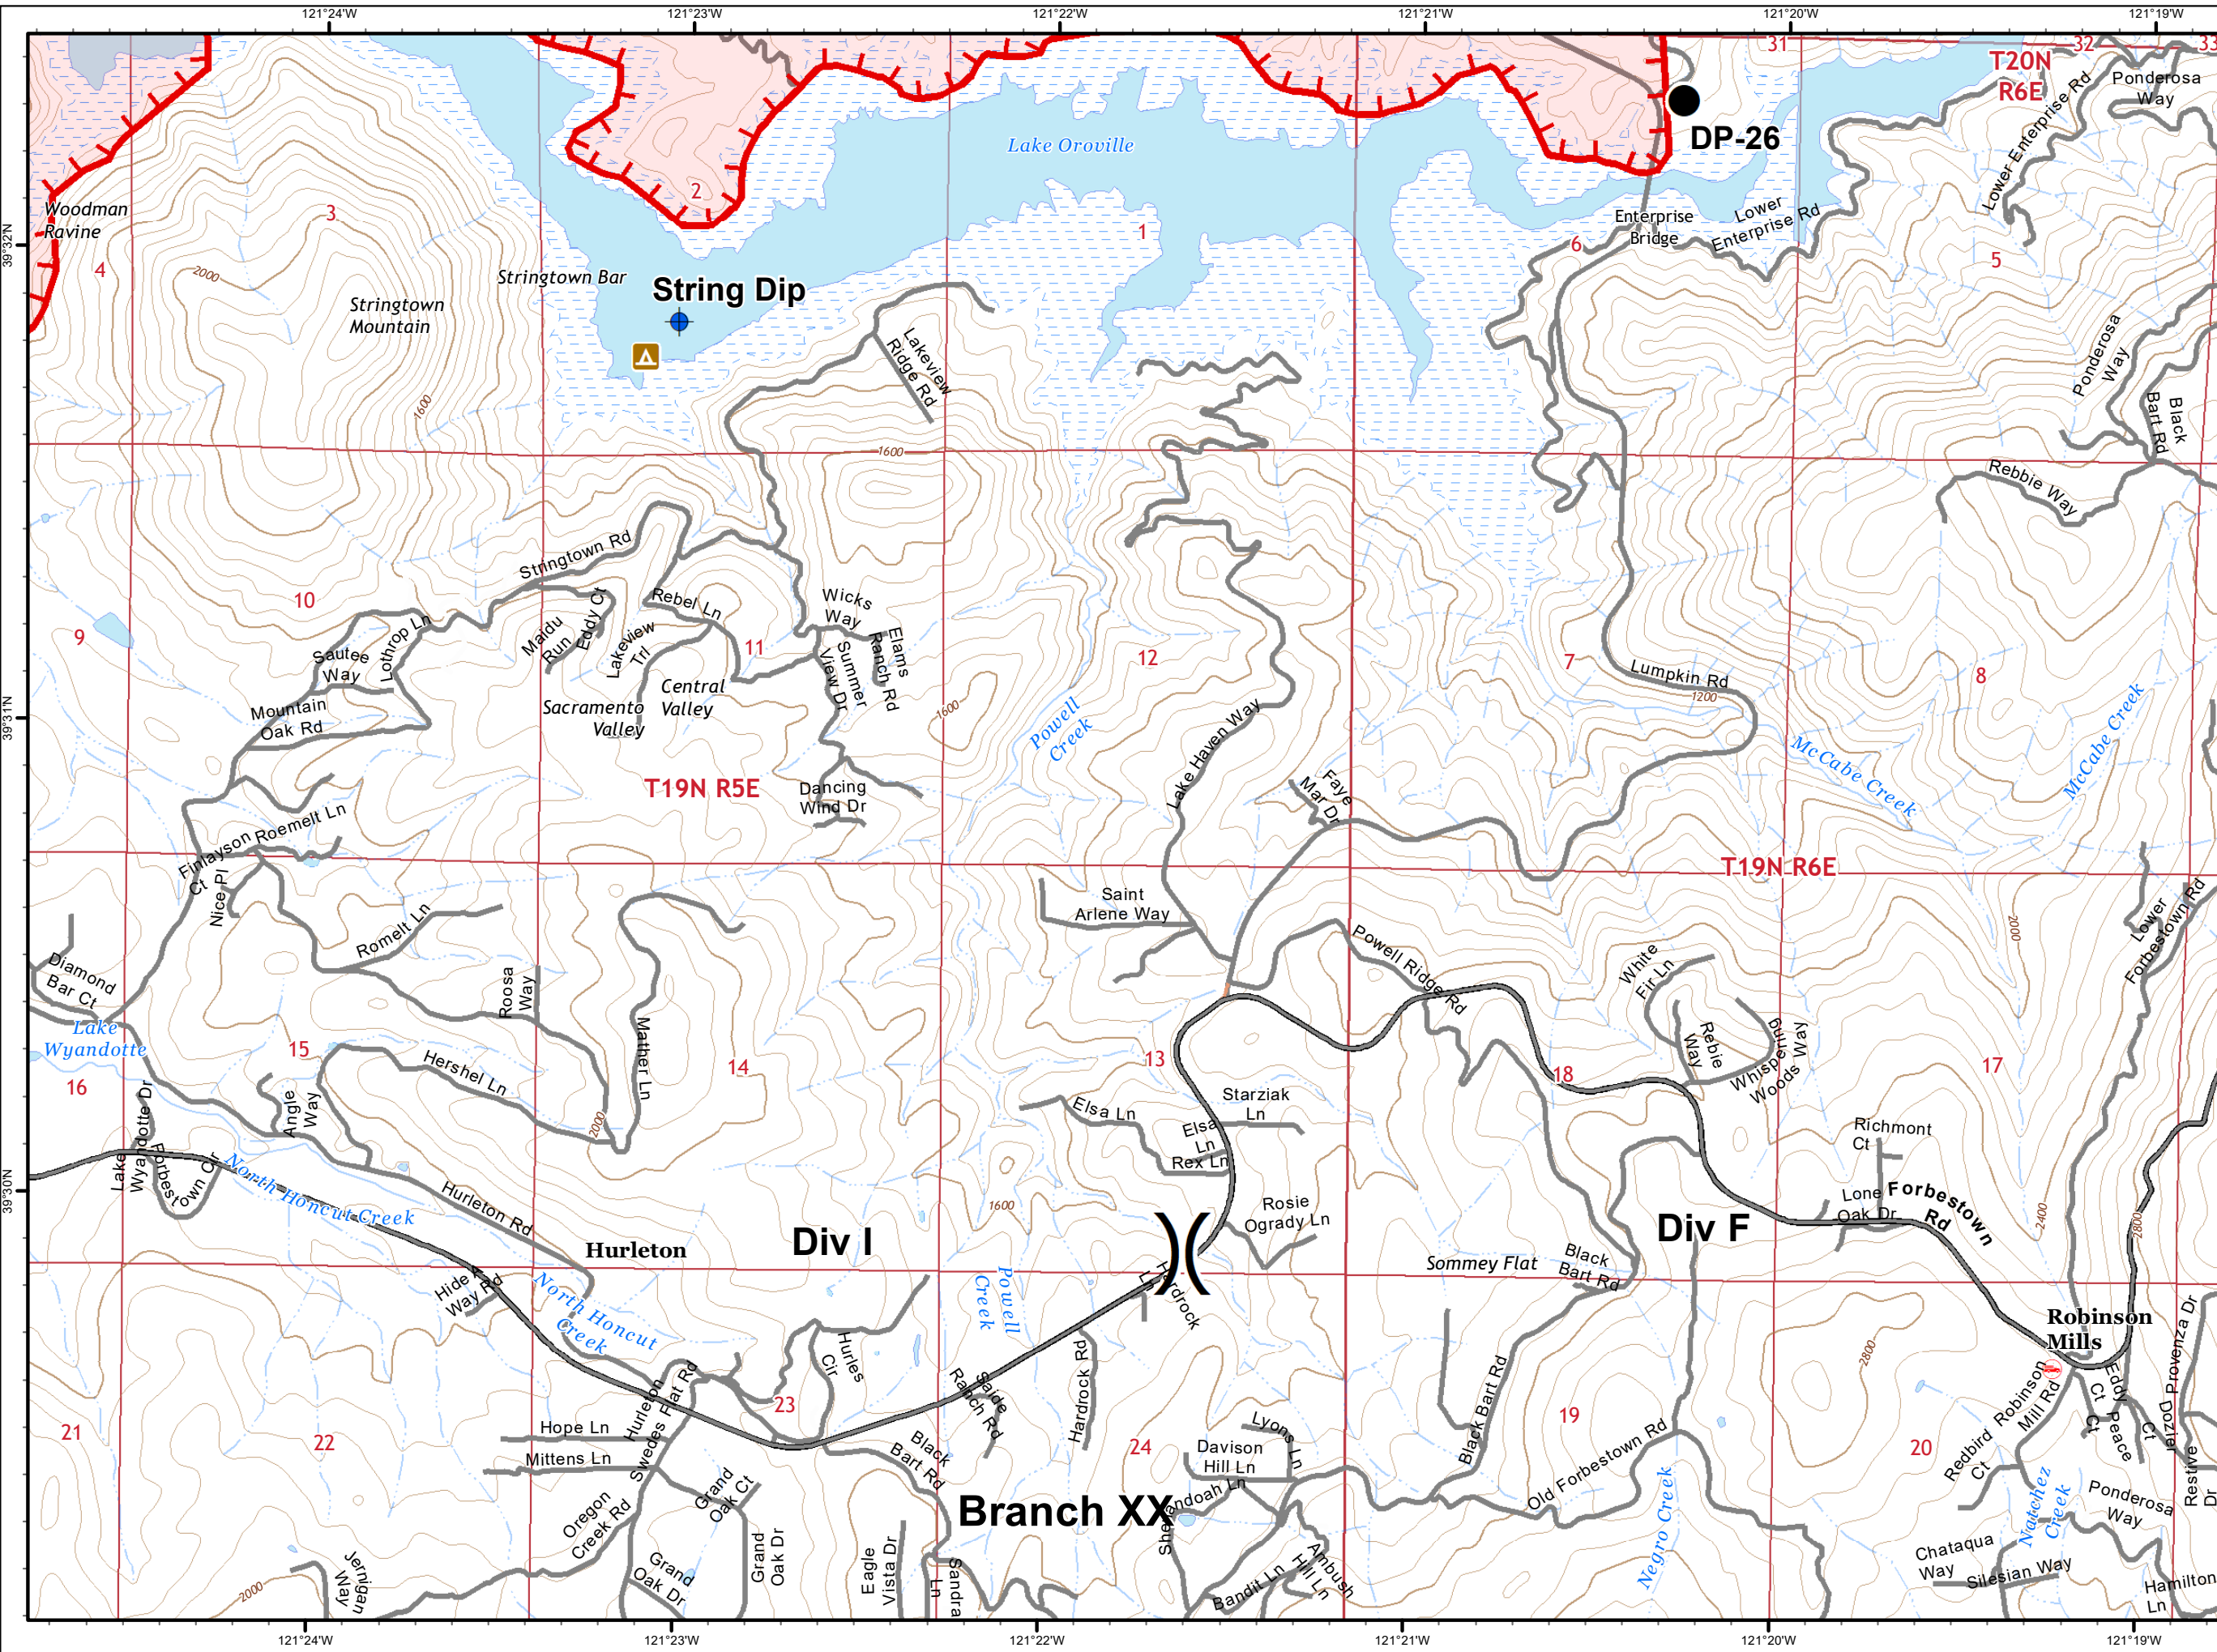 121°24'W
121°23'W
121°22'W
121°21'W
121°20'W
121°19'W
31
32
33
T20N
R6E
Ponderosa
Way
Lower Enterprise Rd
DP-26
Lake Oroville
2
Woodman
Ravine
3
4
39°32'N
Enterprise
Bridge
Lower
Enterprise Rd
1
6
5
2000
Stringtown Bar
String Dip
Stringtown
Mountain
Lakeview
Ridge Rd
Ponderosa
Way
1600
Black
Bart Rd
1600
Rebbie Way
Stringtown Rd
10
9
Lothrop Ln
Maidu
Run
Eddy Ct
Rebel Ln
Lakeview
Trl
Wicks
Way
11
Summer
View Dr
Elams
Ranch Rd
12
7
8
Sautee
Way
Lumpkin Rd
1200
Central
Valley
Sacramento
Valley
Mountain
Oak Rd
1600
Powell
Creek
Lake Haven Way
McCabe Creek
McCabe Creek
39°31'N
T19N R5E
Dancing
Wind Dr
Faye
Mar Dr
Roemelt Ln
Finlayson
Ct
Nice Pl
T19N R6E
Saint
Arlene Way
Romelt Ln
Powell Ridge Rd
White
Fir Ln
2000
Lower
Forbestown Rd
Diamond
Bar Ct
Roosa
Way
Lake
Wyandotte
15
16
Hershel Ln
Mather Ln
14
13
18
Rebie
Way
Whispering
Woods Way
17
Angle
Way
2000
Elsa Ln
Starziak
Ln
Elsa
Ln
Rex Ln
Richmont
Ct
Lake
Wyandotte Dr
Forbestown Cir
North Honcut Creek
Hurleton Rd
39°30'N
1600
Rosie
Ogrady Ln
Lone
Oak Dr
Forbestown
Rd
2400
2800
Hurleton
Div I
)(
Div F
Sommey Flat
Black
Bart Rd
Hide A
Way Rd
North Honcut
Creek
Powell
Creek
Hardrock
Ln
Robinson
Mills
2800
Hurles
Cir
Saide
Ranch Rd
Hardrock Rd
Black Bart Rd
Provenza Dr
Dozier
Ct
Eddy
Ct
Peace
Ct
Robinson
Mill Rd
Redbird
Ct
21
22
23
24
19
20
Hope Ln
Mittens Ln
Hurleton
Swedes Flat Rd
Black
Bart Rd
Davison
Hill Ln
Lyons Ln
Old Forbestown Rd
Restive
Dr
Grand
Oak Ct
Oregon
Creek Rd
Branch XX
Shenandoah Ln
Natchez
Creek
Ponderosa
Way
Negro Creek
Jernigan
Way
2000
Grand
Oak Dr
Grand
Oak Dr
Eagle
Vista Dr
Sandra
Ln
Bandit Ln
Ambush
Hill Ln
Chataqua
Way
Silesian Way
Hamilton
Ln
121°24'W
121°23'W
121°22'W
121°21'W
121°20'W
121°19'W